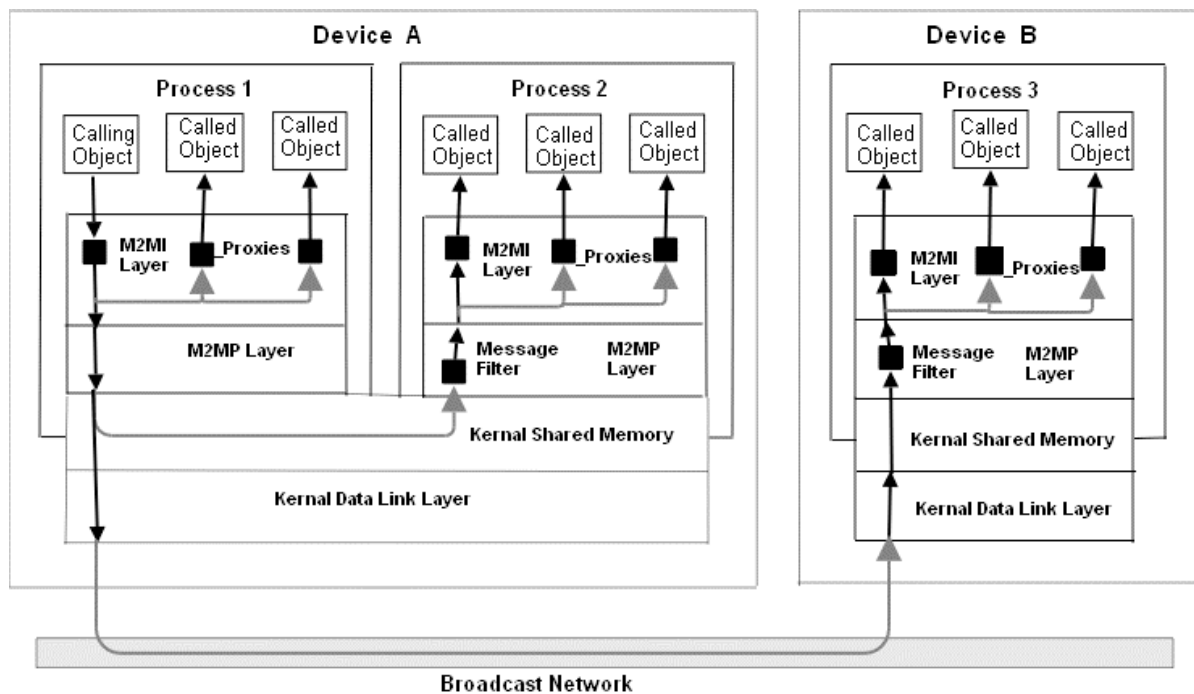 Device A
Device B
Process 1
Process 2
Process 3
Calling
Object
Called
Object
Called
Object
Called
Object
Called
Object
Called
Object
Called
Object
Called
Object
Called
Object
M2MI
Layer
_Proxies
M2MI
Layer
_Proxies
M2MI
Layer
_Proxies
M2MP Layer
Message
Filter
M2MP
Layer
Message
Filter
M2MP
Layer
Kernal Shared Memory
Kernal Shared Memory
Kernal Data Link Layer
Kernal Data Link Layer
Broadcast Network